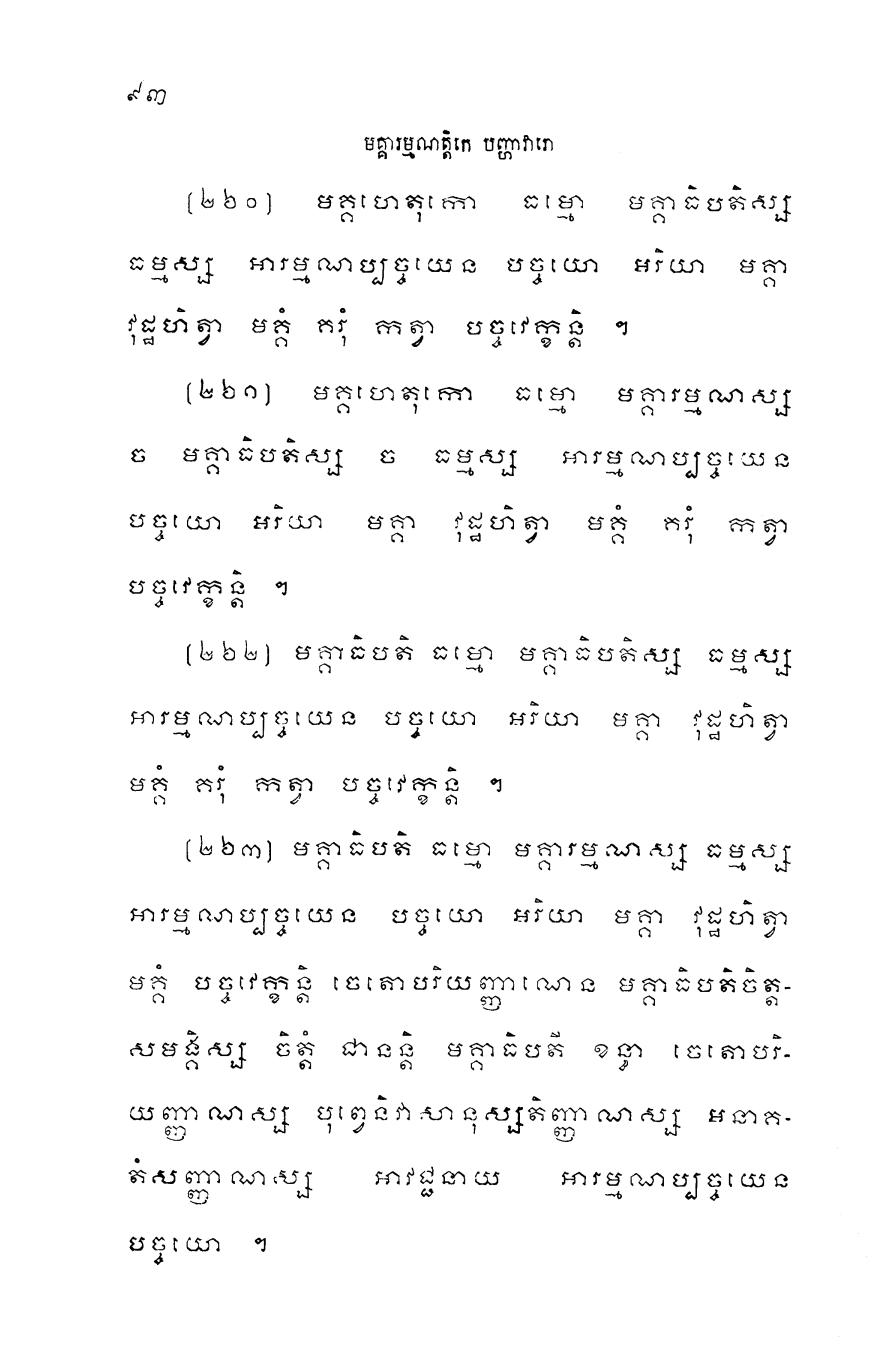 ៩៣
មគ្គារម្មណត្តិកេ បញ្ហាវារោ
(២២០) មគ្គហេតុកោ ធម្មោ មគ្គាធិបតិស្ស
ធម្មស្ស អារម្មណប្បច្ចយេន បច្ចយោ អរិយា មគ្គា
វុដ្ឋហិត្វា មគ្គំ គរុំ កត្វា បច្ចវេក្ខន្តិ ។
(២២១) មគ្គហេតុកោ ធម្មោ មគ្គារម្មណស្ស
ច មគ្គាធិបតិស្ស ច ធម្មស្ស អារម្មណប្បច្ចយេន
បច្ចយោ អរិយា មគ្គា វុដ្ឋហិត្វា មគ្គំ គរុំ កត្វា
បច្ចវេក្ខន្តិ ។
(២២២) មគ្គាធិបតិ ធម្មោ មគ្គាធិបតិស្ស ធម្មស្ស
អារម្មណប្បច្ចយេន បច្ចយោ អរិយា មគ្គា វុដ្ឋហិត្វា
មគ្គំ គរុំ កត្វា បច្ចវេក្ខន្តិ ។
(២២៣) មគ្គាធិបតិ ធម្មោ មគ្គារម្មណស្ស ធម្មស្ស
អារម្មណប្បច្ចយេន បច្ចយោ អរិយា មគ្គា វុដ្ឋហិត្វា
មគ្គំ បច្ចវេក្ខន្តិ ចេតោបរិយញ្ញាណេន មគ្គាធិបតិចិត្ត-
សមង្គិស្ស ចិត្តំ ជានន្តិ មគ្គាធិបតី ខន្ធា ចេតោបរិ-
យញ្ញាណស្ស បុព្វេនិវាសានុស្សតិញ្ញាណស្ស អនាគ-
តំសញ្ញាណស្ស អាវជ្ជនាយ អារម្មណប្បច្ចយេន
បច្ចយោ ។